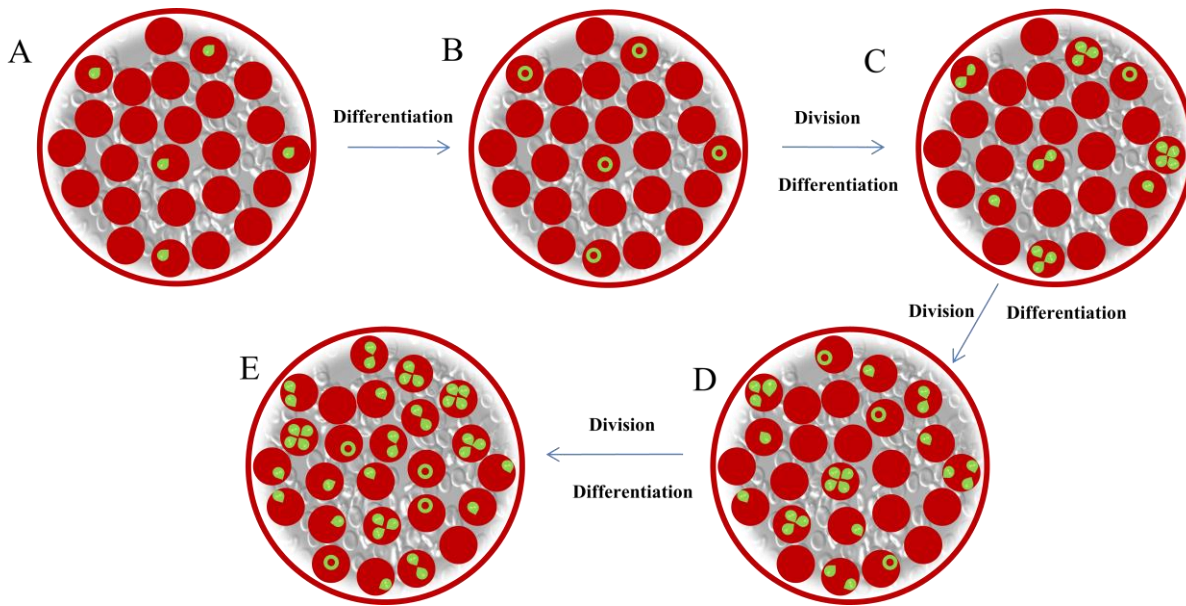 A
Differentiation
B
Division
Differentiation
C
Division
Differentiation
D
Division
Differentiation
E